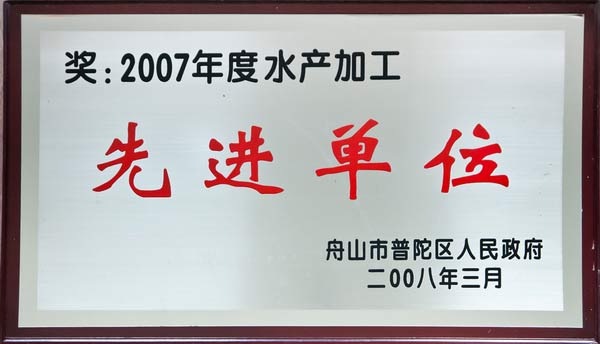 奖:2007年度水产加工
先进单位
舟山市普陀区人民政府
二00八年三月